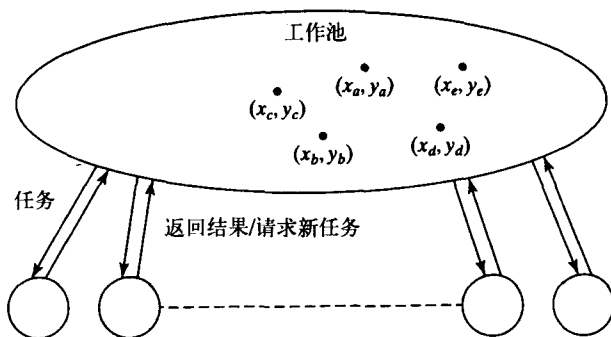 工作池
(x_a, y_a)
(x_e, y_e)
(x_c, y_c)
(x_b, y_b)
(x_d, y_d)
任务
返回结果/请求新任务